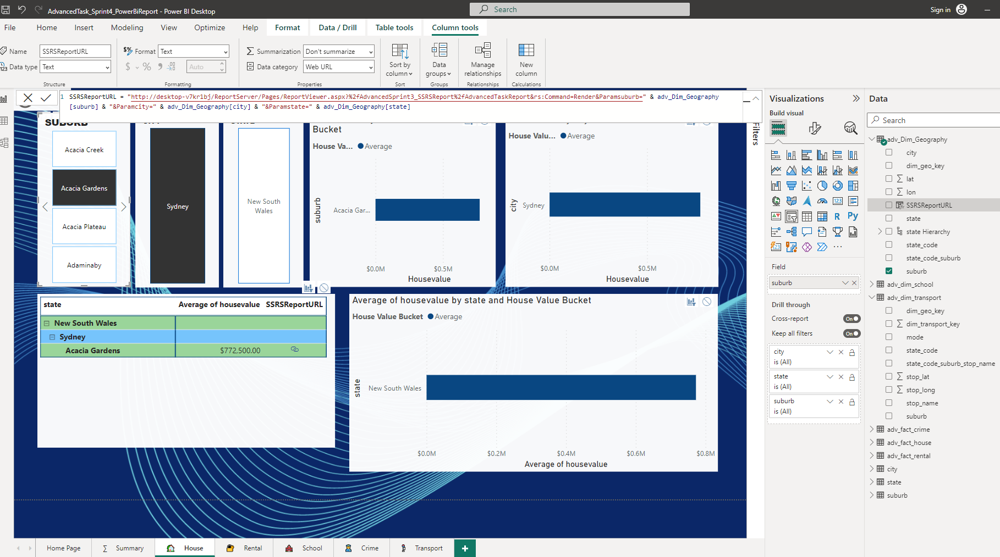 AdvancedTask_Sprint4_PowerBiReport - Power BI Desktop
Search
Sign in
File Home Insert Modeling View Optimize Help Format Data / Drill Table tools Column tools
Name SSRSReportURL
Data type Text
Structure
Format Text
$ % Auto
Formatting
Summarization Don't summarize
Data category Web URL
Properties
Sort by
column
Sort
Data
groups
Groups
Manage
relationships
Relationships
New
column
Calculations
1 SSRSReportURL = "http://desktop-v7kr1bj/ReportServer/Pages/ReportViewer.aspx?%2fAdvancedSprint3_SSRSReport%2fAdvancedTaskReport&rs:Command=Render&Paramsuburb=" & adv_Dim_Geography
[suburb] & "&Paramcity=" & adv_Dim_Geography[city] & "&Paramstate=" & adv_Dim_Geography[state]
SUBURB
Acacia Creek
Acacia Gardens
Acacia Plateau
Adaminaby
Sydney
New South
Wales
Bucket
House Va... Average
suburb
Acacia Gar...
$0.0M $0.5M
Housevalue
House Valu... Average
city
Sydney
$0.0M $0.5M
Housevalue
state Average of housevalue SSRSReportURL
New South Wales
Sydney
Acacia Gardens $772,500.00
Average of housevalue by state and House Value Bucket
House Value Bucket Average
state
New South Wales
$0.0M $0.2M $0.4M $0.6M $0.8M
Average of housevalue
Filters
Visualizations
Build visual
R Py
123
123
...
Field
suburb
Drill through
Cross-report On
Keep all filters On
city
is (All)
state
is (All)
suburb
is (All)
Data
Search
adv_Dim_Geography
city
dim_geo_key
lat
lon
SSRSReportURL
state
state Hierarchy
state_code
state_code_suburb
suburb
adv_dim_school
adv_dim_transport
dim_geo_key
dim_transport_key
mode
state_code
state_code_suburb_stop_name
stop_lat
stop_long
stop_name
suburb
adv_fact_crime
adv_fact_house
adv_fact_rental
city
state
suburb
Home Page Summary House Rental School Crime Transport +